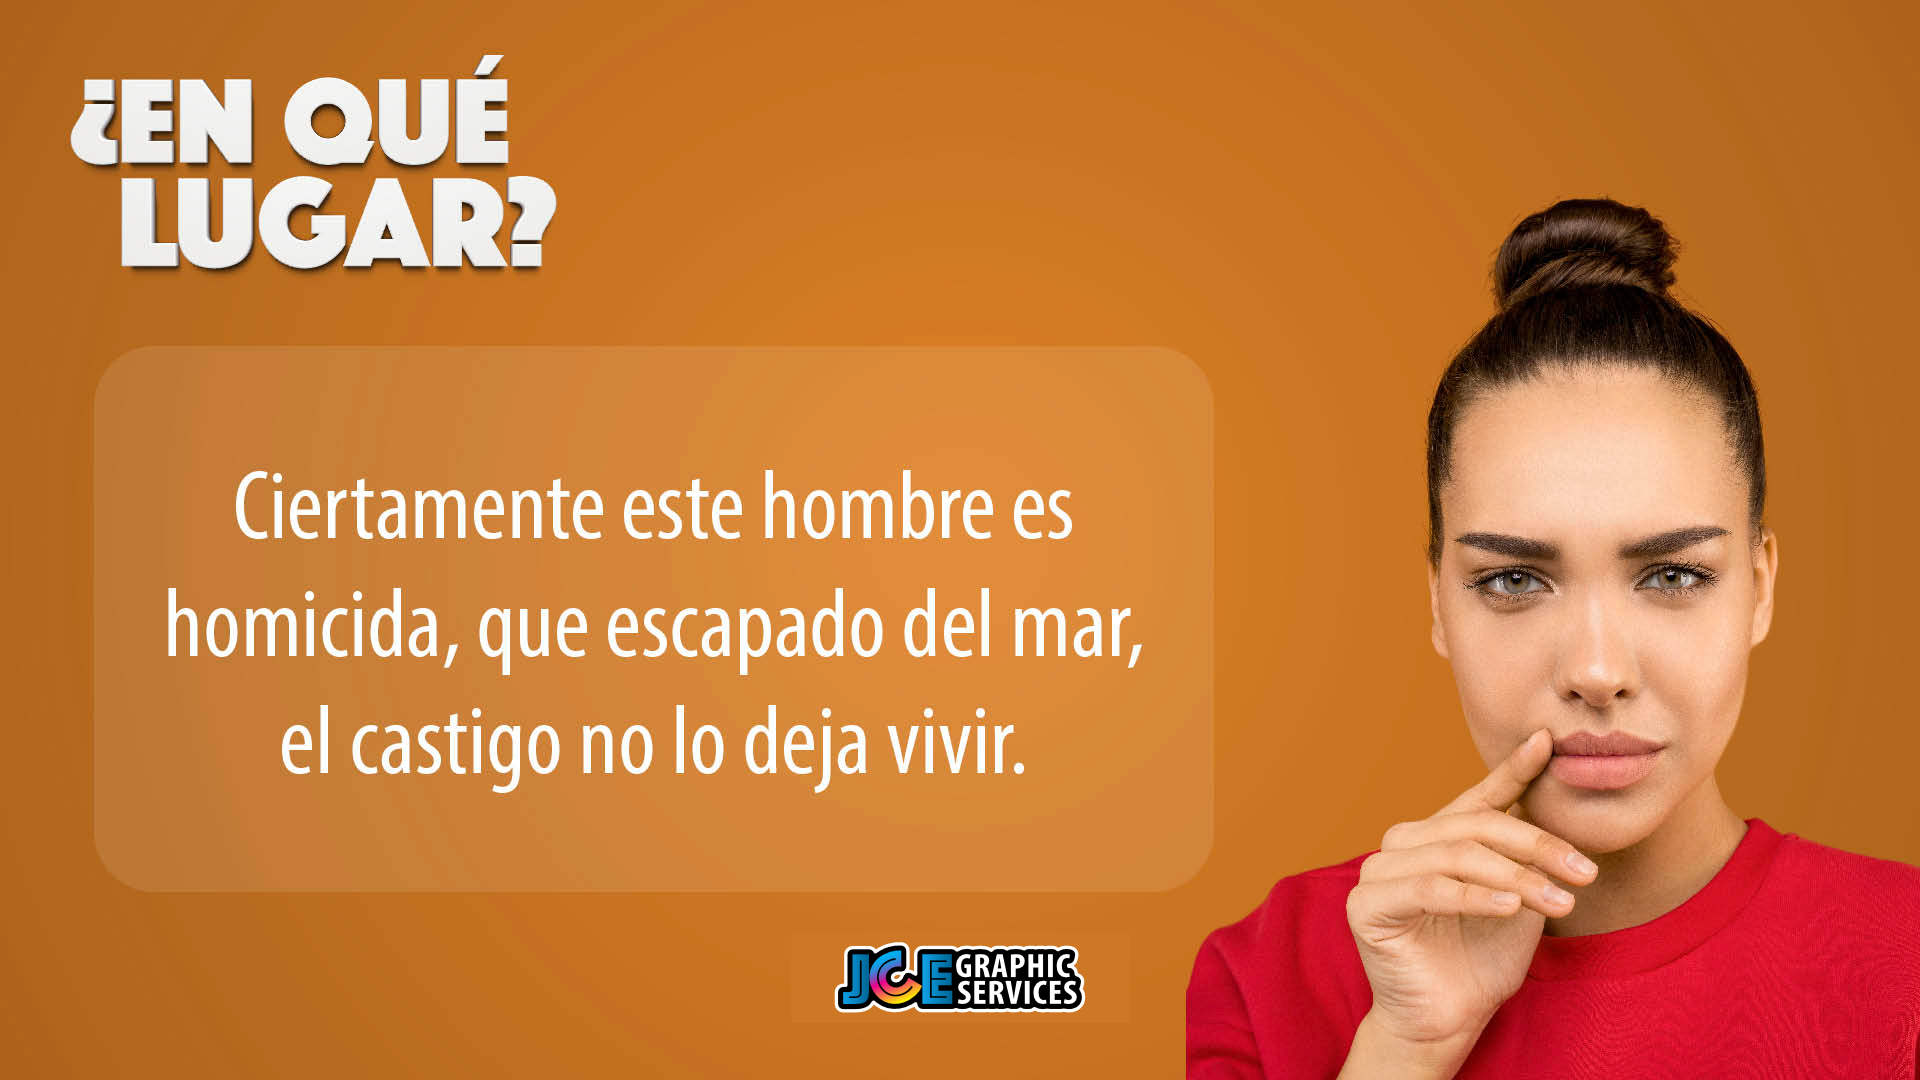 ¿EN QUÉ
LUGAR?
Ciertamente este hombre es
homicida, que escapado del mar,
el castigo no lo deja vivir.
JCE GRAPHIC
SERVICES